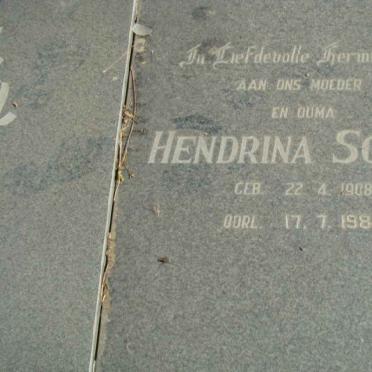 In Liefdevolle Herin
AAN ONS MOEDER
EN OUMA
HENDRINA SO
GEB. 22. 4. 1908
OORL. 17. 7. 198